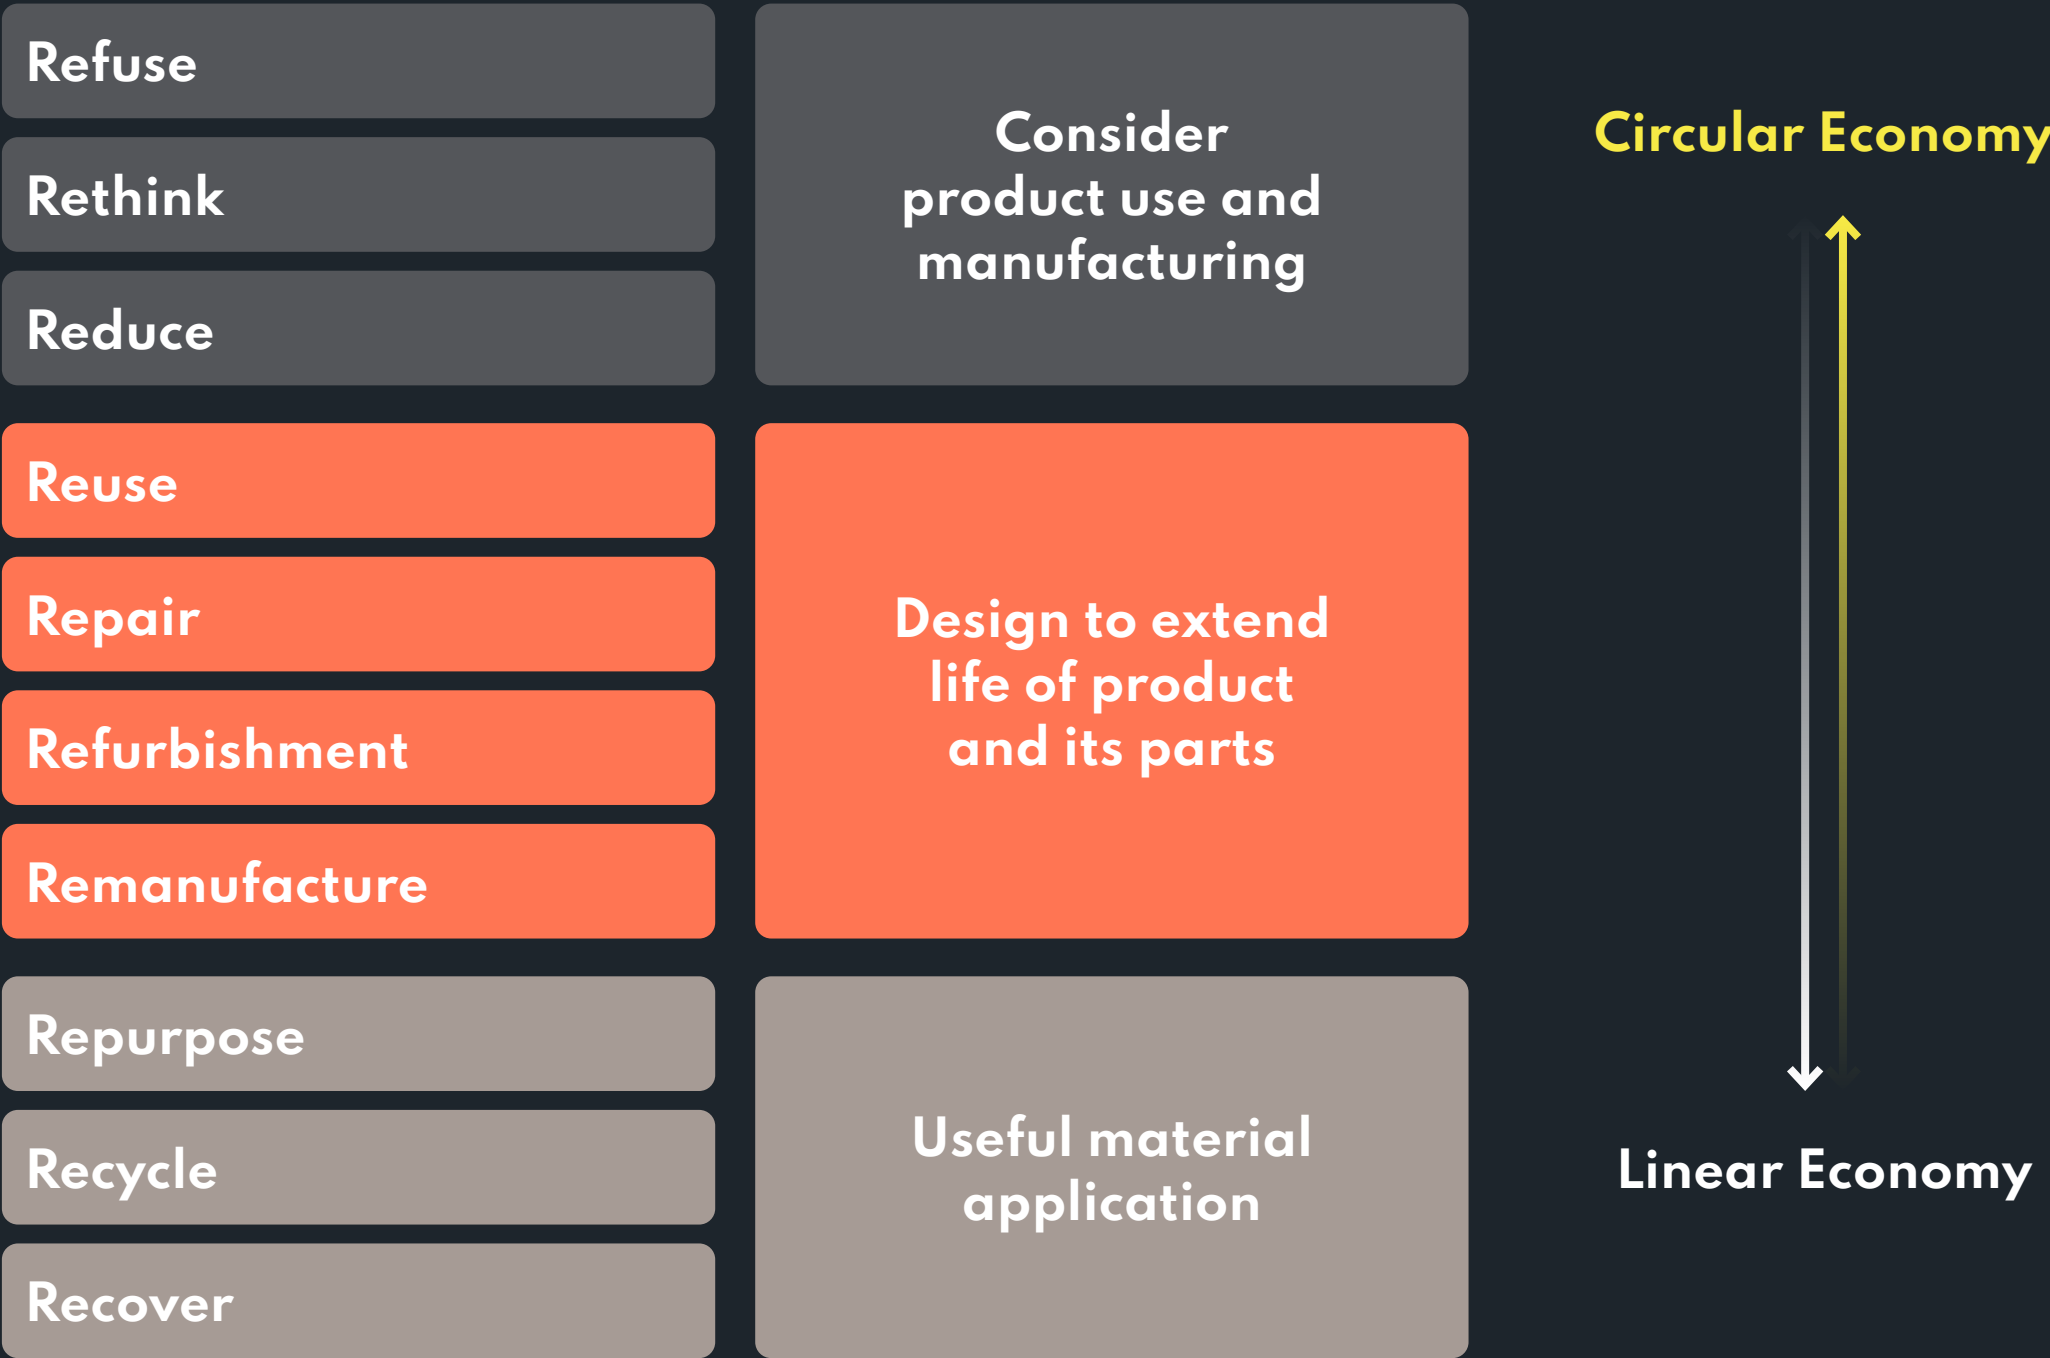 Refuse
Rethink
Reduce
Consider
product use and
manufacturing
Reuse
Repair
Refurbishment
Remanufacture
Design to extend
life of product
and its parts
Repurpose
Recycle
Recover
Useful material
application
Circular Economy
Linear Economy